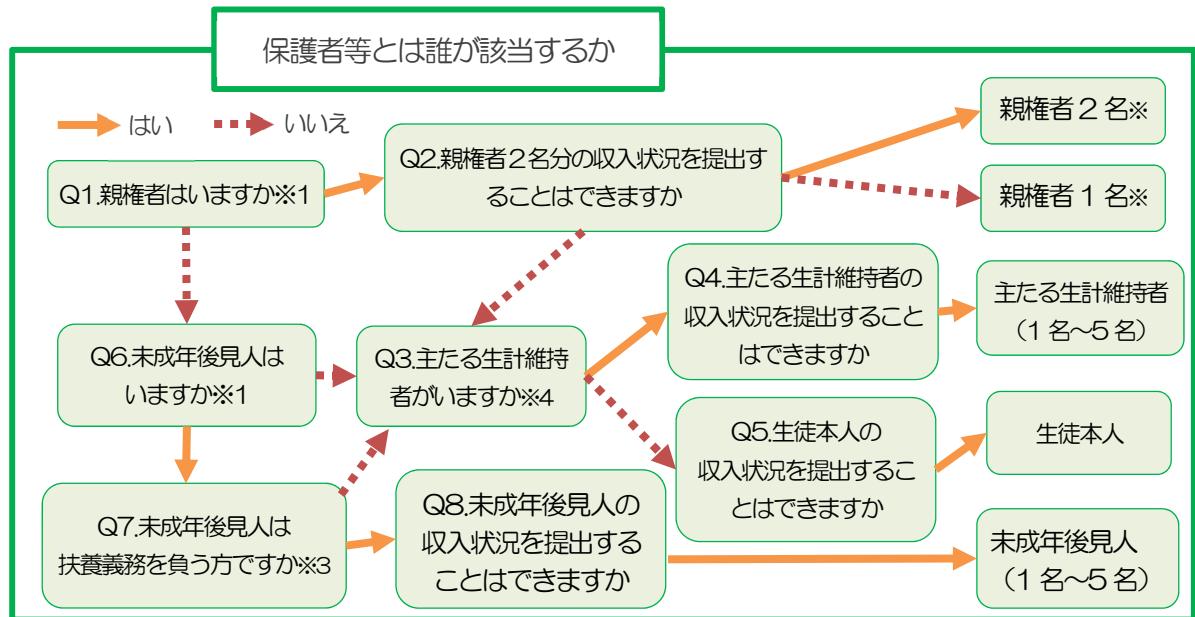 保護者等とは誰が該当するか
はい
いいえ
Q1.親権者はいますか※1
Q2.親権者２名分の収入状況を提出す
ることはできますか
親権者２名※
親権者１名※
Q6.未成年後見人は
いますか※1
Q3.主たる生計維持
者がいますか※4
Q4.主たる生計維持者の
収入状況を提出すること
はできますか
主たる生計維持者
（1名～5名）
Q5.生徒本人の
収入状況を提出するこ
とはできますか
生徒本人
Q7.未成年後見人は
扶養義務を負う方ですか※3
Q8.未成年後見人の
収入状況を提出する
ことはできますか
未成年後見人
（1名～5名）